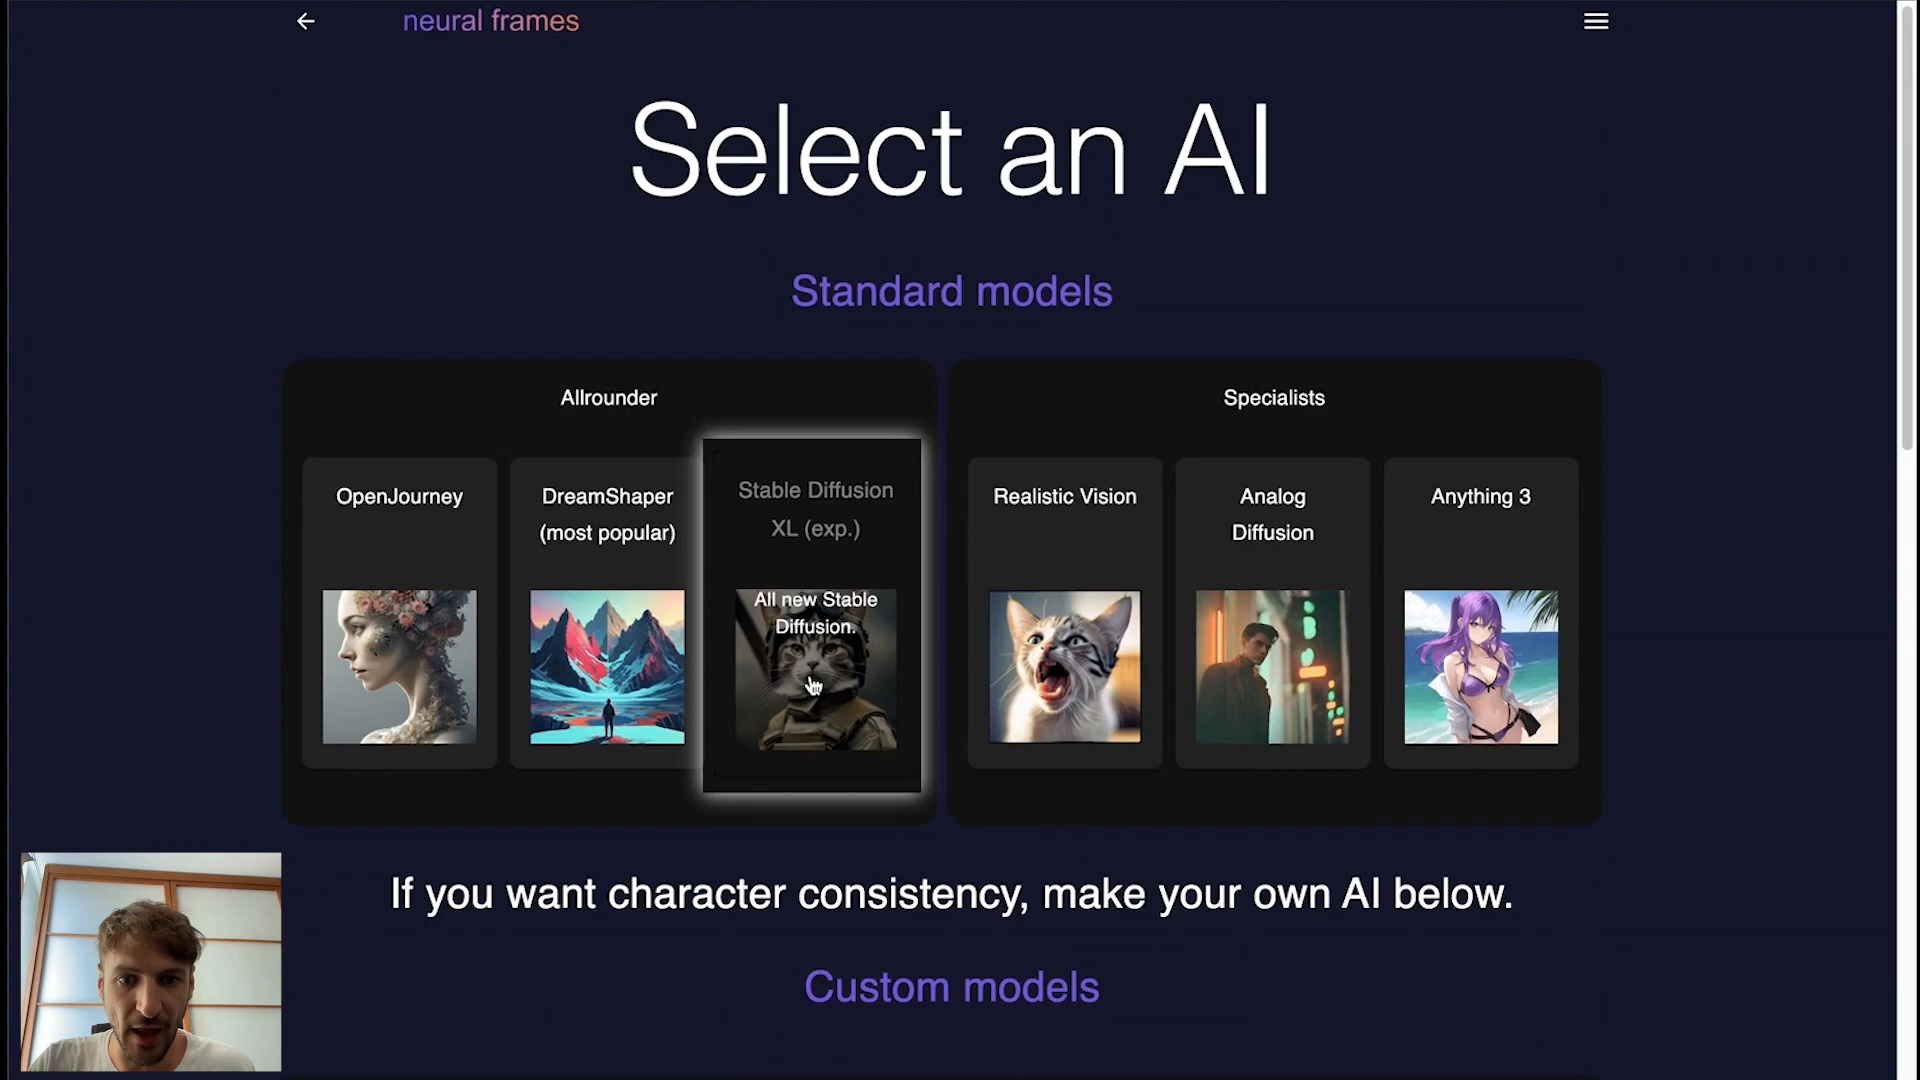 neural frames
Select an AI
Standard models
Allrounder
OpenJourney
DreamShaper
(most popular)
Stable Diffusion
XL (exp.)
All new Stable
Diffusion.
Specialists
Realistic Vision
Analog
Diffusion
Anything 3
If you want character consistency, make your own AI below.
Custom models